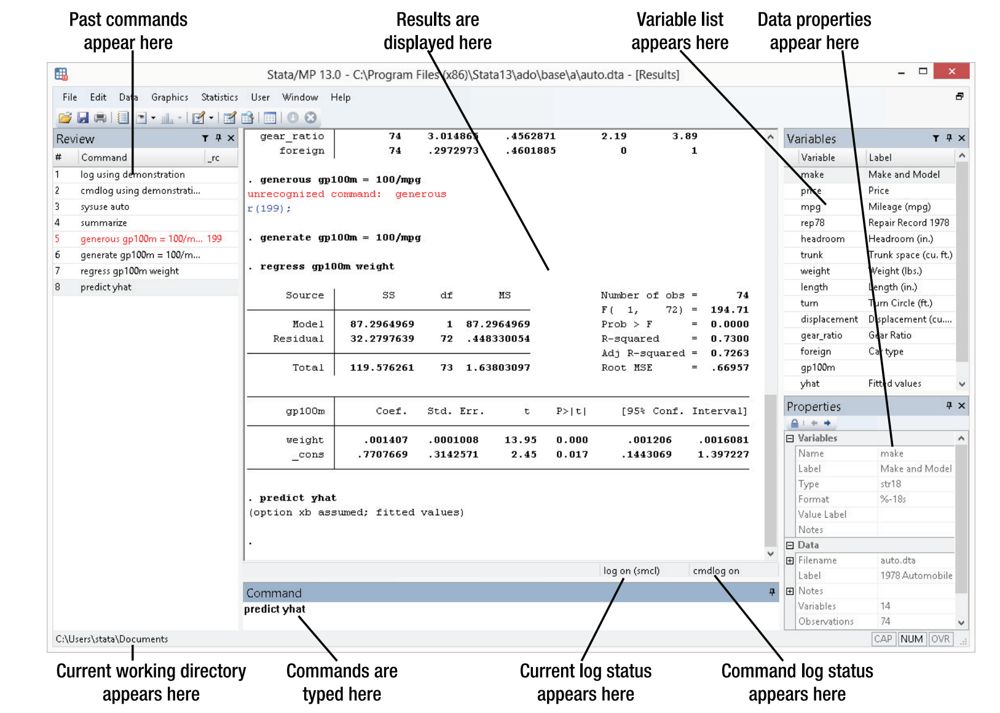 Past commands
appear here
Results are
displayed here
Variable list
appears here
Data properties
appear here
Stata/MP 13.0 - C:\Program Files (x86)\Stata13\ado\base\a\auto.dta - [Results]
File Edit Data Graphics Statistics User Window Help
Review
# Command _rc
1 log using demonstration
2 cmdlog using demonstrati...
3 sysuse auto
4 summarize
5 generous gp100m = 100/m... 199
6 generate gp100m = 100/m...
7 regress gp100m weight
8 predict yhat
gear_ratio 74 3.014865 .4562871 2.19 3.89
foreign 74 .2972973 .4601885 0 1
. generous gp100m = 100/mpg
unrecognized command: generous
r(199);
. generate gp100m = 100/mpg
. regress gp100m weight
Source SS df MS
Model 87.2964969 1 87.2964969
Residual 32.2797639 72 .448330054
Total 119.576261 73 1.63803097
Number of obs = 74
F( 1, 72) = 194.71
Prob > F = 0.0000
R-squared = 0.7300
Adj R-squared = 0.7263
Root MSE = .66957
gp100m Coef. Std. Err. t P>|t| [95% Conf. Interval]
weight .001407 .0001008 13.95 0.000 .001206 .0016081
_cons .7707669 .3142571 2.45 0.017 .1443069 1.397227
. predict yhat
(option xb assumed; fitted values)
.
log on (smcl) cmdlog on
Command
predict yhat
Variables
Variable Label
make Make and Model
price Price
mpg Mileage (mpg)
rep78 Repair Record 1978
headroom Headroom (in.)
trunk Trunk space (cu. ft.)
weight Weight (lbs.)
length Length (in.)
turn Turn Circle (ft.)
displacement Displacement (cu....
gear_ratio Gear Ratio
foreign Car type
gp100m
yhat Fitted values
Properties
Variables
Name make
Label Make and Model
Type str18
Format %-18s
Value Label
Notes
Data
Filename auto.dta
Label 1978 Automobile
Notes
Variables 14
Observations 74
C:\Users\stata\Documents
CAP NUM OVR
Current working directory
appears here
Commands are
typed here
Current log status
appears here
Command log status
appears here